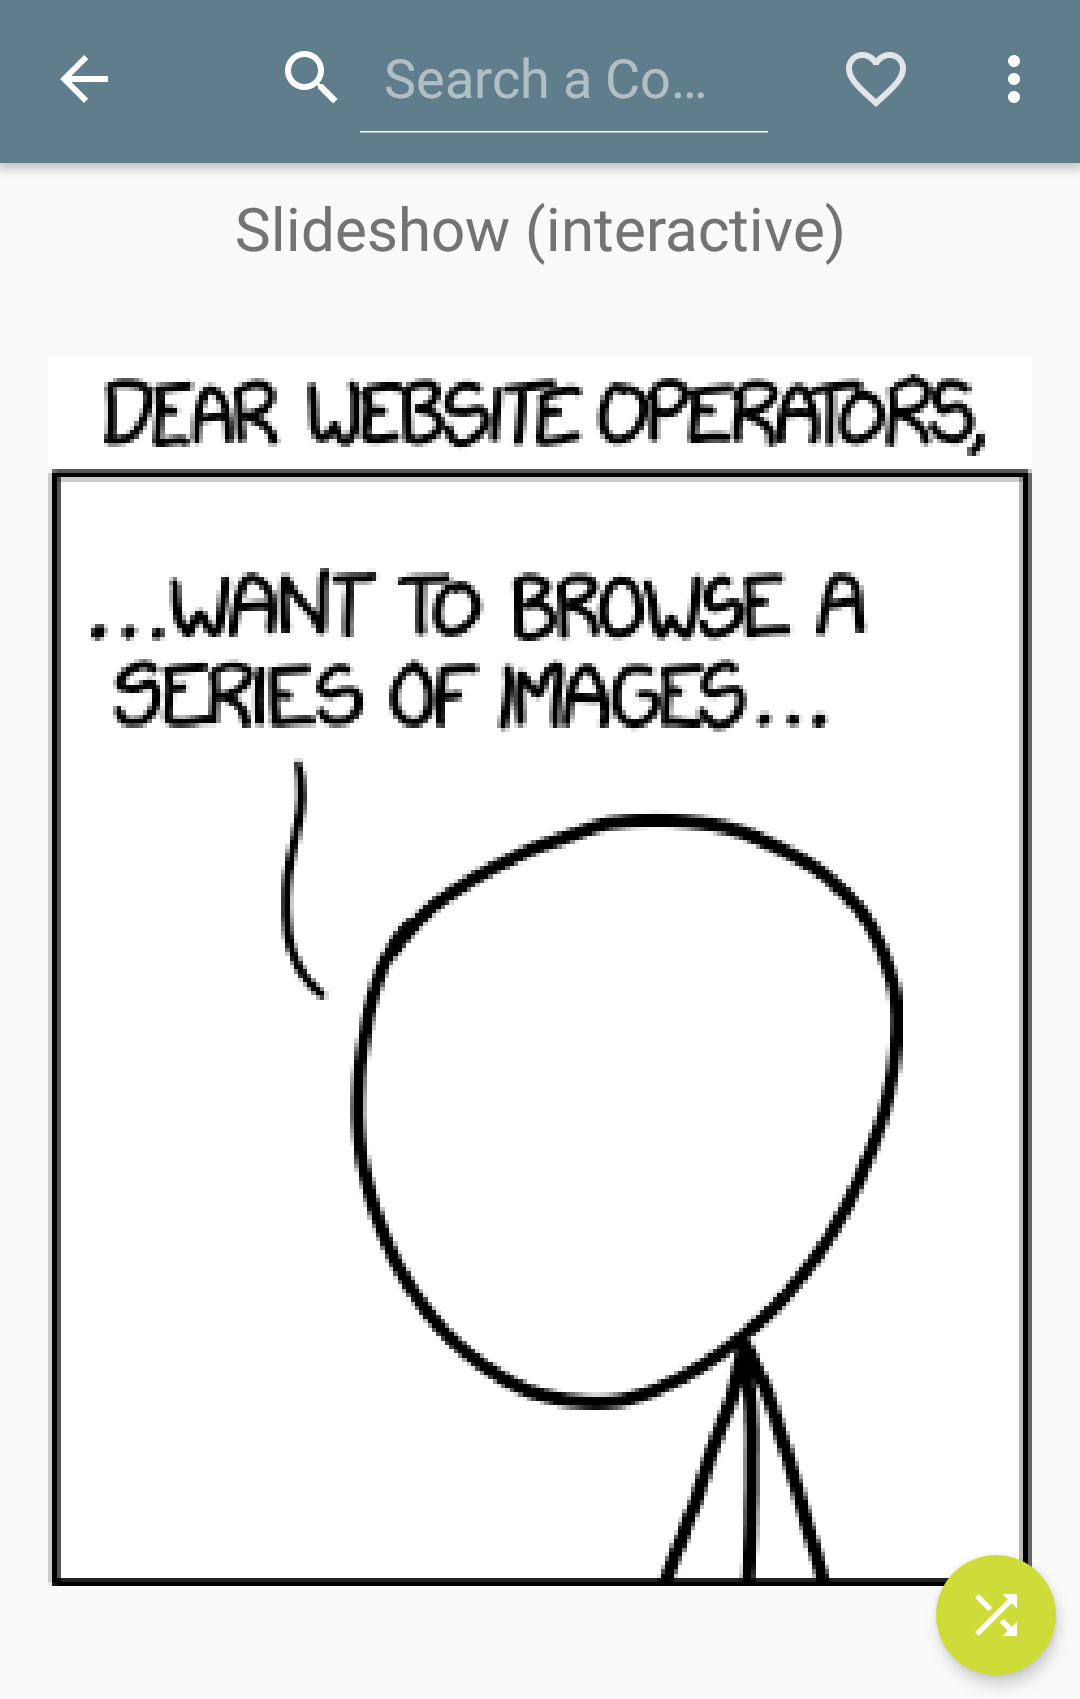 Search a Co...
Slideshow (interactive)
DEAR WEBSITE OPERATORS,
...WANT TO BROWSE A
SERIES OF IMAGES...